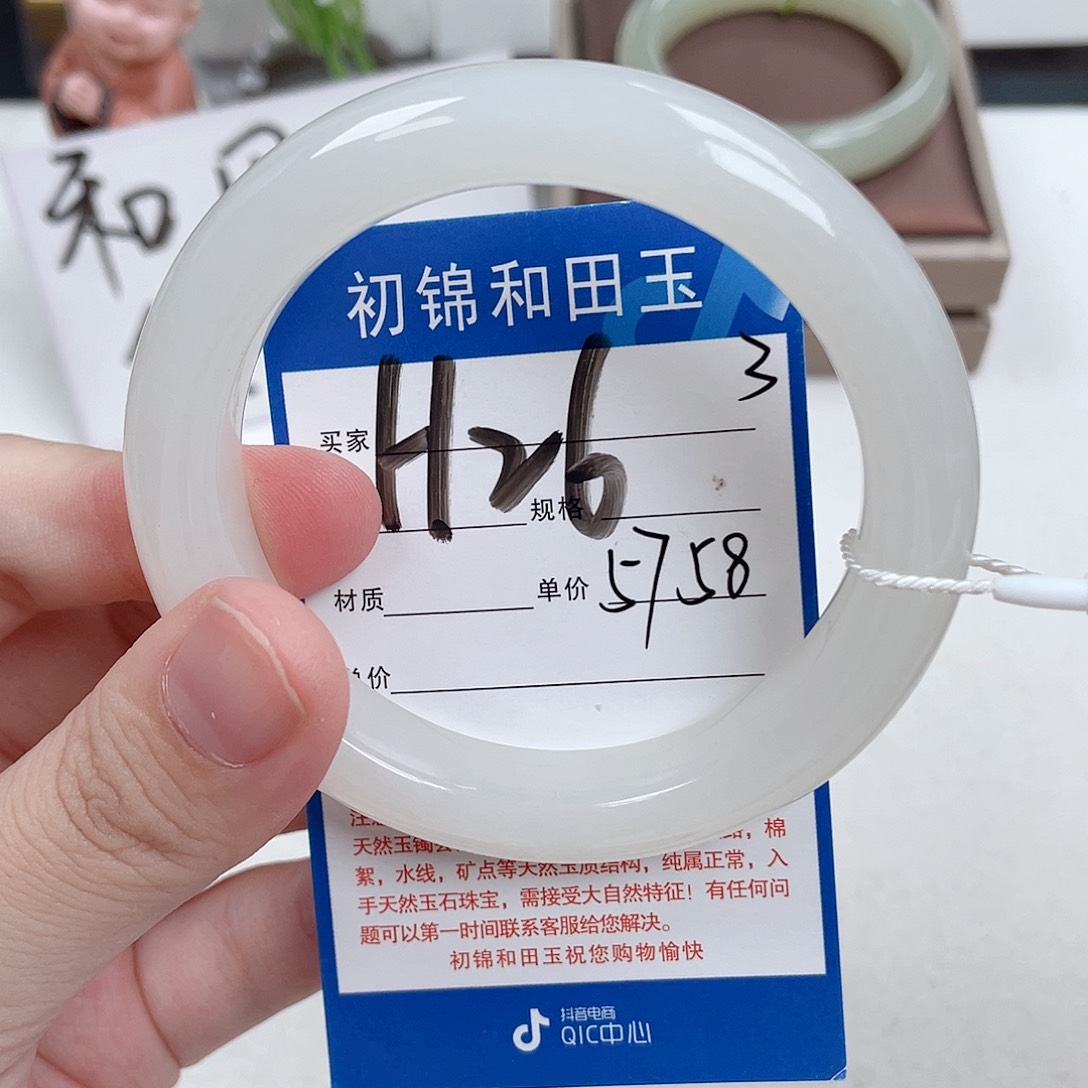 和
初锦和田玉
3
买家 H26
规格
材质 单价 5758
价
天然玉镯
棉
絮，水线，矿点等天然玉质结构，纯属正常，入
手天然玉石珠宝，需接受大自然特征！有任何问
题可以第一时间联系客服给您解决。
初锦和田玉祝您购物愉快
抖音电商
QIC中心